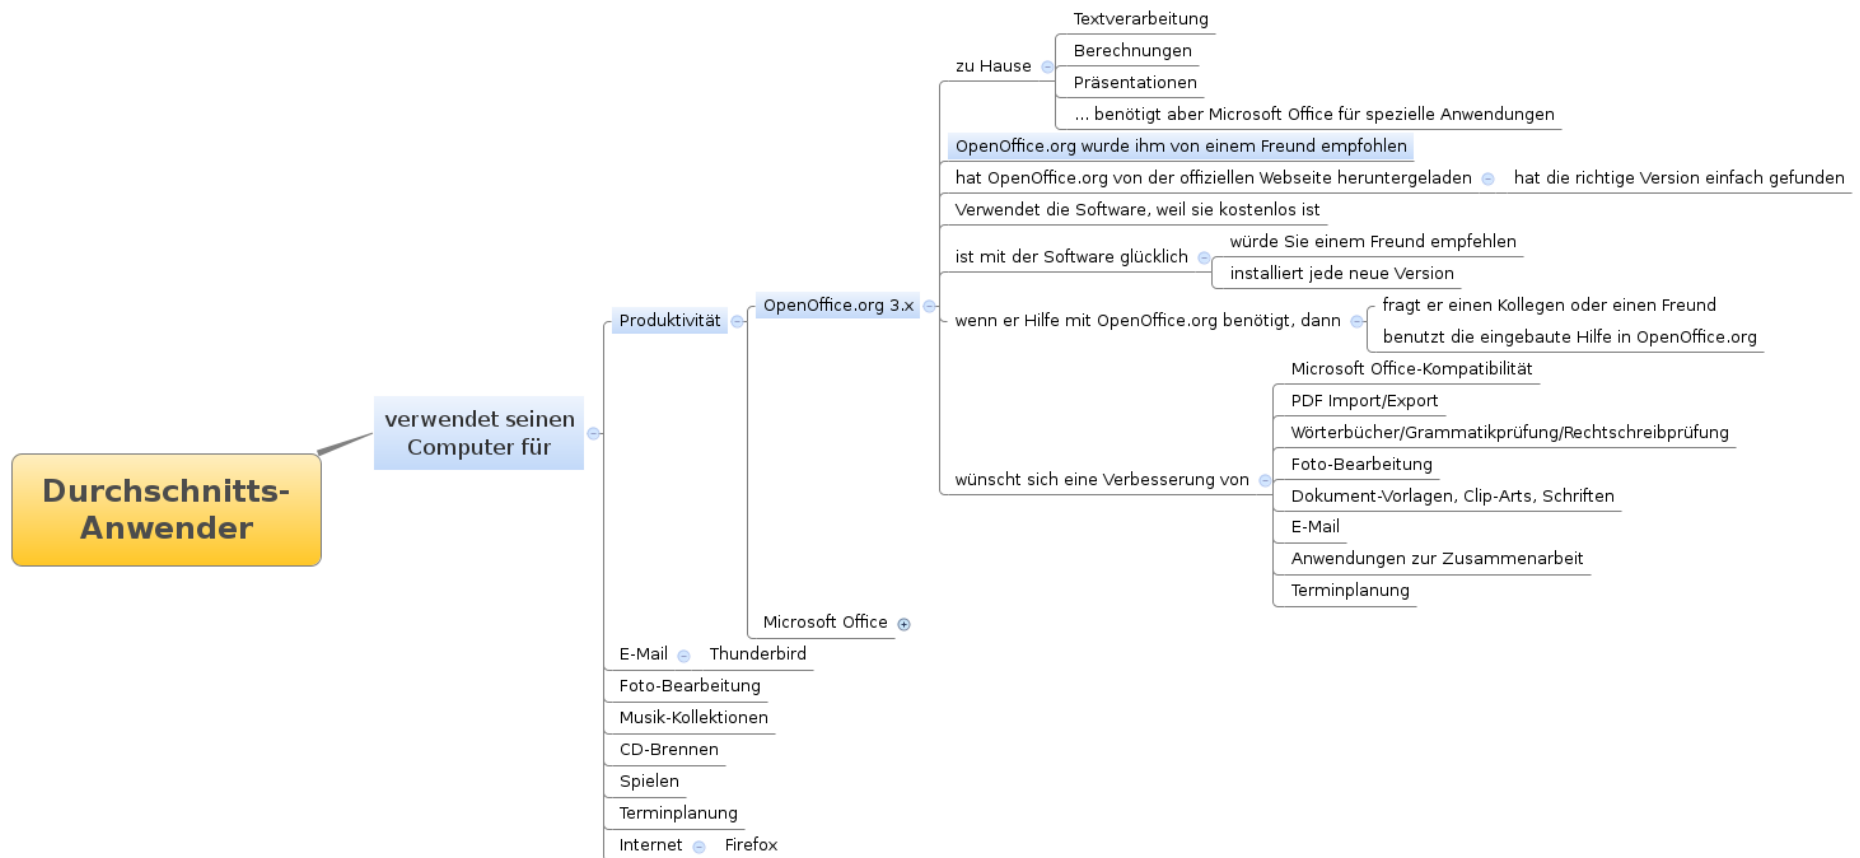 Durchschnitts-
Anwender
verwendet seinen
Computer für
Produktivität
OpenOffice.org 3.x
zu Hause
Textverarbeitung
Berechnungen
Präsentationen
... benötigt aber Microsoft Office für spezielle Anwendungen
OpenOffice.org wurde ihm von einem Freund empfohlen
hat OpenOffice.org von der offiziellen Webseite heruntergeladen
hat die richtige Version einfach gefunden
Verwendet die Software, weil sie kostenlos ist
ist mit der Software glücklich
würde Sie einem Freund empfehlen
installiert jede neue Version
wenn er Hilfe mit OpenOffice.org benötigt, dann
fragt er einen Kollegen oder einen Freund
benutzt die eingebaute Hilfe in OpenOffice.org
wünscht sich eine Verbesserung von
Microsoft Office-Kompatibilität
PDF Import/Export
Wörterbücher/Grammatikprüfung/Rechtschreibprüfung
Foto-Bearbeitung
Dokument-Vorlagen, Clip-Arts, Schriften
E-Mail
Anwendungen zur Zusammenarbeit
Terminplanung
Microsoft Office
E-Mail
Thunderbird
Foto-Bearbeitung
Musik-Kollektionen
CD-Brennen
Spielen
Terminplanung
Internet
Firefox